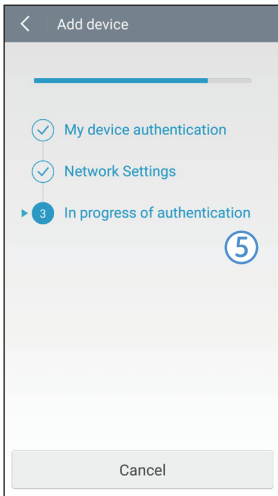 Add device
My device authentication
Network Settings
3 In progress of authentication
⑤
Cancel